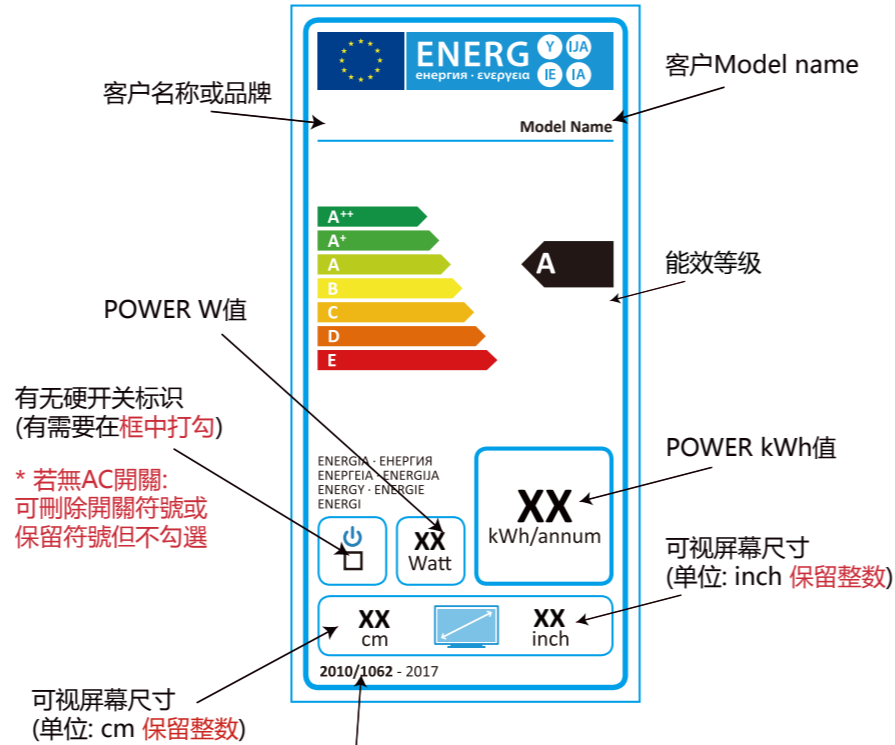 ENERG
енергия · ενεργεια
Y IJA
IE IA
客户Model name
客户名称或品牌
Model Name
A++
A+
A
B
C
D
E
A
能效等级
POWER W值
有无硬开关标识
(有需要在框中打勾)
* 若無AC開關:
可刪除開關符號或
保留符號但不勾選
ENERGIA · ЕНЕРГИЯ
ΕΝΕΡΓΕΙΑ · ENERGIJA
ENERGY · ENERGIE
ENERGI
POWER kWh值
XX
kWh/annum
XX
Watt
可视屏幕尺寸
(单位: inch 保留整数)
XX
cm
XX
inch
2010/1062 - 2017
可视屏幕尺寸
(单位: cm 保留整数)